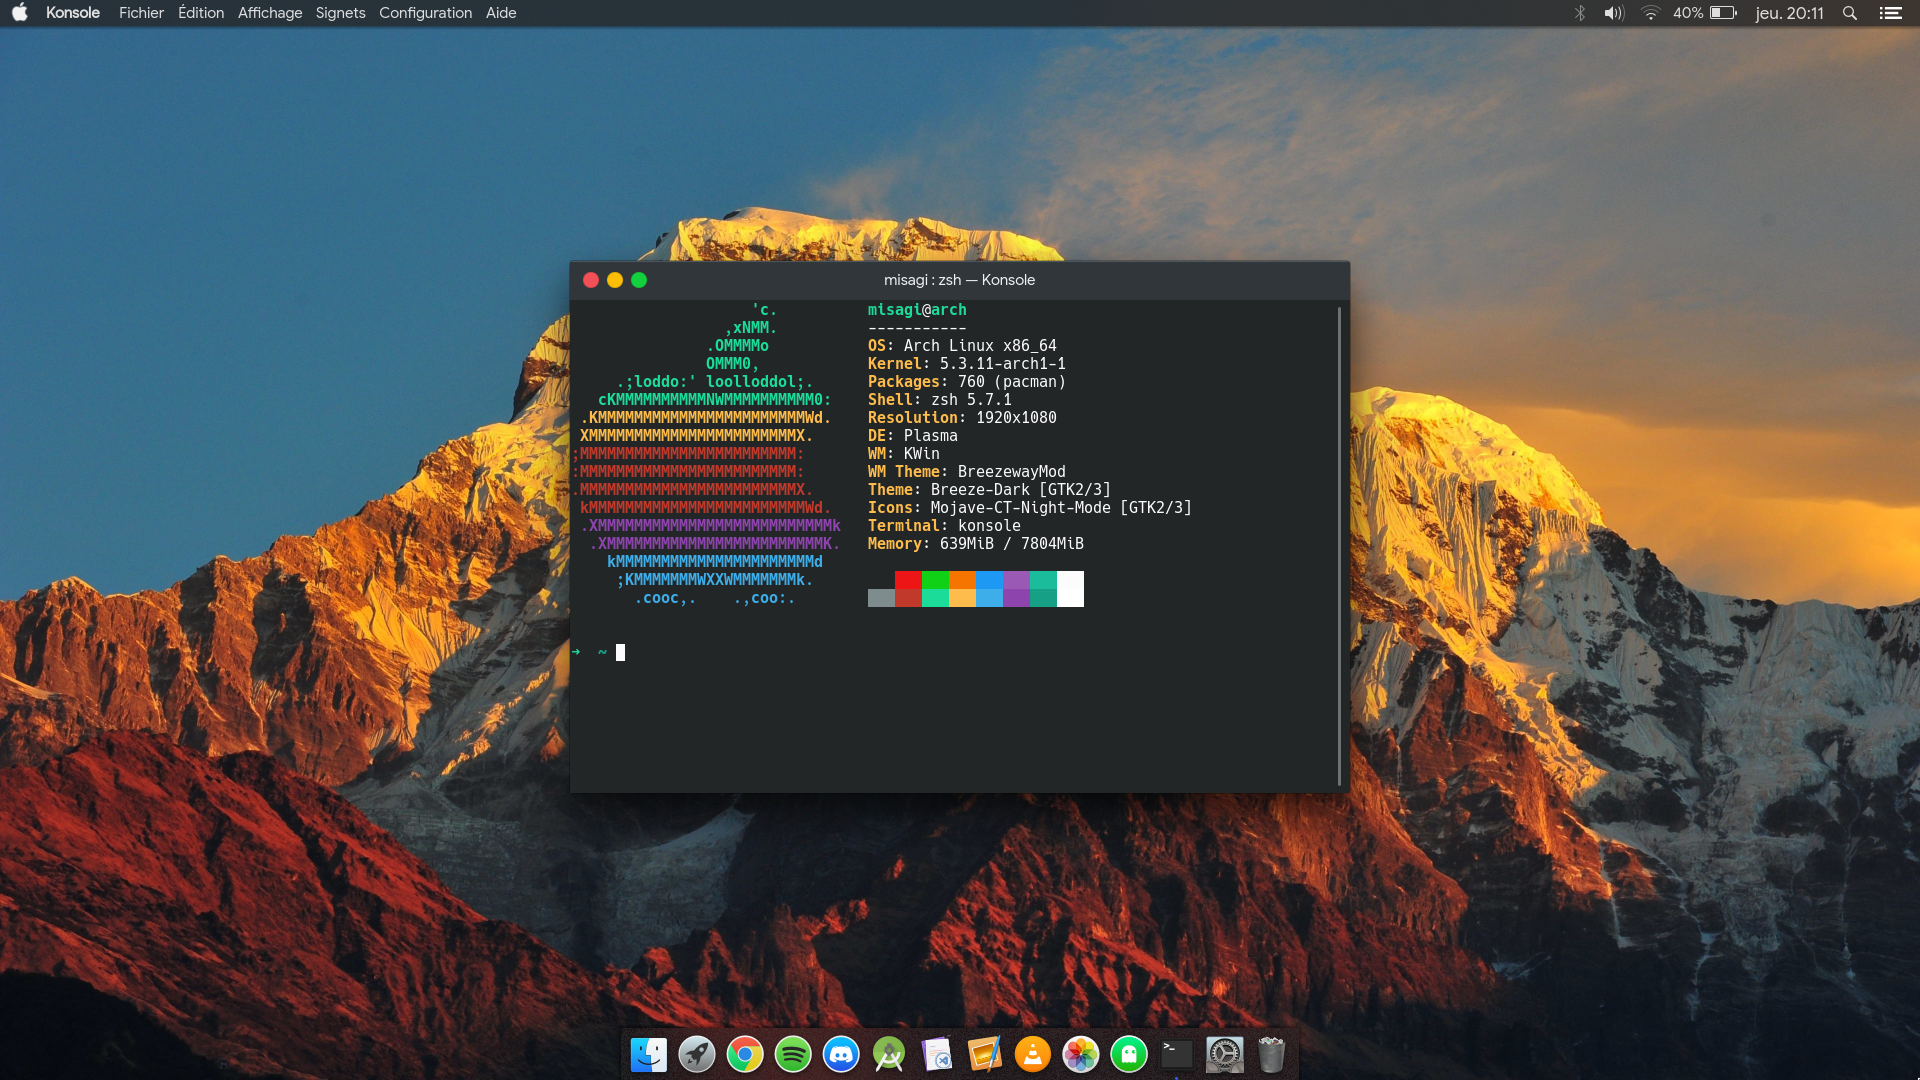 Konsole Fichier Édition Affichage Signets Configuration Aide
40% jeu. 20:11
misagi : zsh — Konsole
'c. misagi@arch
,xNMM. -----------
.OMMMMo OS: Arch Linux x86_64
OMMM0, Kernel: 5.3.11-arch1-1
.;loddo:' loolloddol;. Packages: 760 (pacman)
cKMMMMMMMMMMNWMMMMMMMMMM0: Shell: zsh 5.7.1
.KMMMMMMMMMMMMMMMMMMMMMMMWd. Resolution: 1920x1080
XMMMMMMMMMMMMMMMMMMMMMMMX. DE: Plasma
;MMMMMMMMMMMMMMMMMMMMMMMM: WM: KWin
:MMMMMMMMMMMMMMMMMMMMMMMM: WM Theme: BreezewayMod
.MMMMMMMMMMMMMMMMMMMMMMMMX. Theme: Breeze-Dark [GTK2/3]
kMMMMMMMMMMMMMMMMMMMMMMMMWd. Icons: Mojave-CT-Night-Mode [GTK2/3]
.XMMMMMMMMMMMMMMMMMMMMMMMMMMk Terminal: konsole
.XMMMMMMMMMMMMMMMMMMMMMMMMK. Memory: 639MiB / 7804MiB
kMMMMMMMMMMMMMMMMMMMMMMd
;KMMMMMMMWXXWMMMMMMMk.
.cooc,. .,coo:.
➜ ~
>_